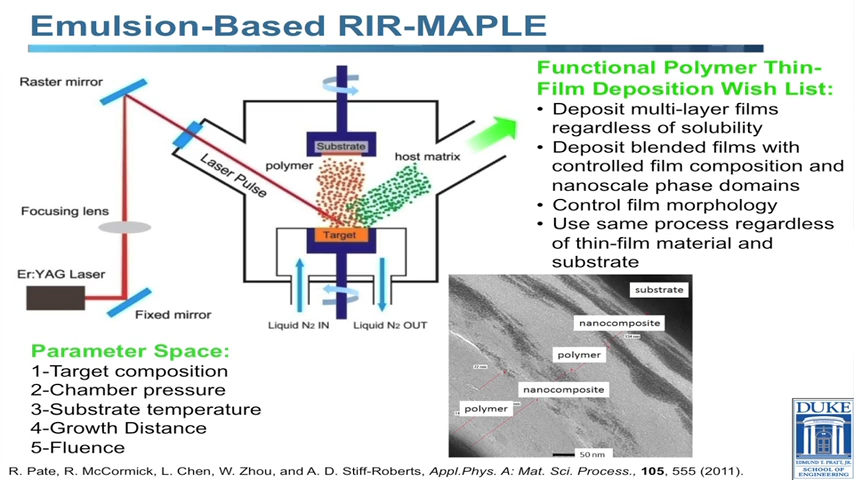 Emulsion-Based RIR-MAPLE
Raster mirror
Focusing lens
Er:YAG Laser
Fixed mirror
Laser Pulse
Substrate
polymer
host matrix
Target
Liquid N2 IN
Liquid N2 OUT
Functional Polymer Thin-
Film Deposition Wish List:
• Deposit multi-layer films
regardless of solubility
• Deposit blended films with
controlled film composition and
nanoscale phase domains
• Control film morphology
• Use same process regardless
of thin-film material and
substrate
Parameter Space:
1-Target composition
2-Chamber pressure
3-Substrate temperature
4-Growth Distance
5-Fluence
substrate
nanocomposite
polymer
nanocomposite
polymer
50 nm
DUKE
EDMUND T. PRATT, JR.
SCHOOL OF
ENGINEERING
R. Pate, R. McCormick, L. Chen, W. Zhou, and A. D. Stiff-Roberts, Appl.Phys. A: Mat. Sci. Process., 105, 555 (2011).